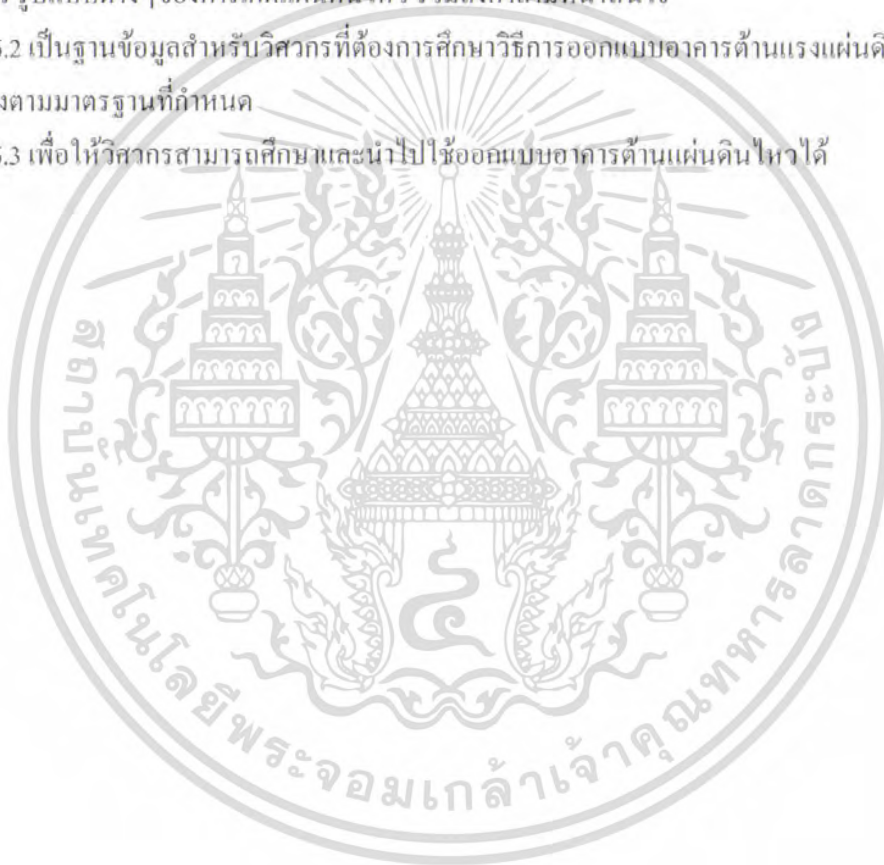 5.2 เป็นฐานข้อมูลสำหรับวิศวกรที่ต้องการศึกษาวิธีการออกแบบอาคารต้านแรงแผ่นดิ
งตามมาตรฐานที่กำหนด
5.3 เพื่อให้วิศวกรสามารถศึกษาและนำไปใช้ออกแบบอาคารต้านแผ่นดินไหวได้
สถาบันเทคโนโลยีพระจอมเกล้าเจ้าคุณทหารลาดกระบัง
๔